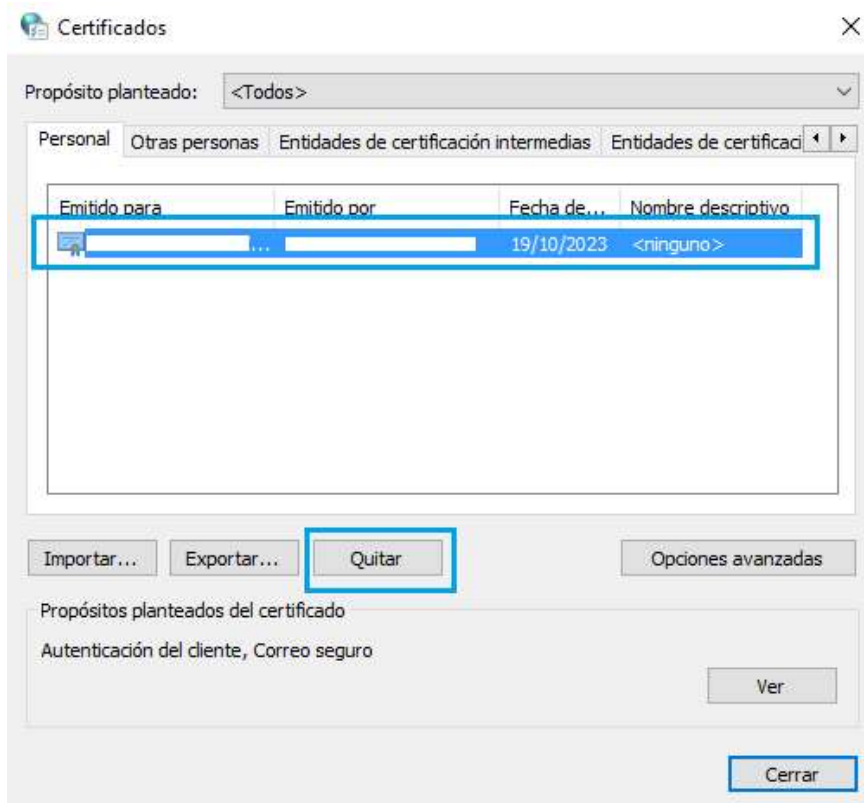 Certificados
Propósito planteado: <Todos>
Personal Otras personas Entidades de certificación intermedias Entidades de certificaci
Emitido para Emitido por Fecha de... Nombre descriptivo
... 19/10/2023 <ninguno>
Importar... Exportar... Quitar Opciones avanzadas
Propósitos planteados del certificado
Autenticación del cliente, Correo seguro
Ver
Cerrar